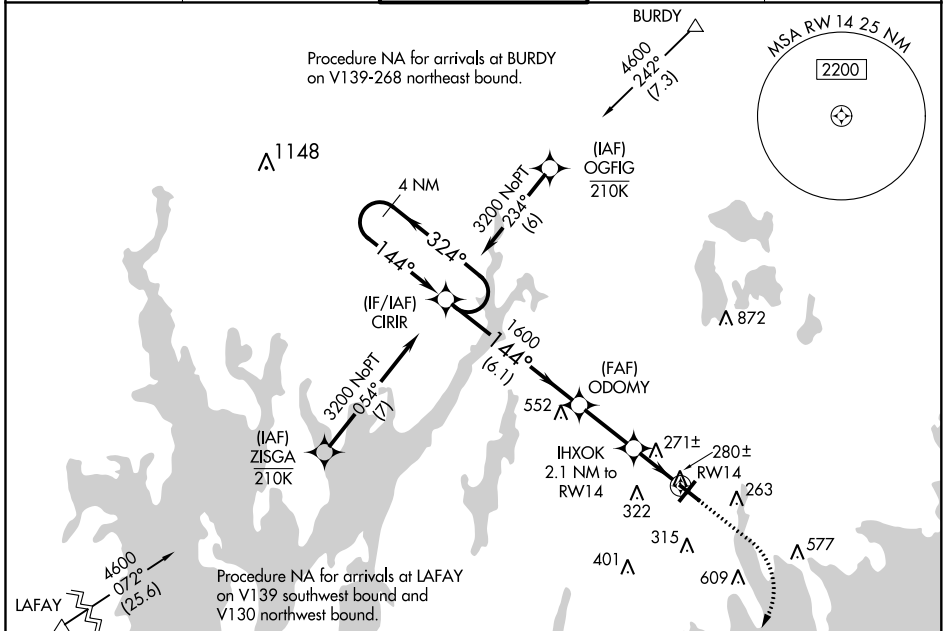 BURDY
Procedure NA for arrivals at BURDY
on V139-268 northeast bound.
4600
242°
(7.3)
MSA RW 14 25 NM
2200
1148
(IAF)
OGFIG
210K
3200 NoPT
234°
(6)
4 NM
324°
144°
(IF/IAF)
CIRIR
872
1600
144°
(6.1)
(FAF)
ODOMY
552
3200 NoPT
054°
(7)
(IAF)
ZISGA
210K
IHXOK
2.1 NM to
RW14
271±
280±
RW14
322
263
315
401
577
609
4600
072°
(25.6)
LAFAY
Procedure NA for arrivals at LAFAY
on V139 southwest bound and
V130 northwest bound.